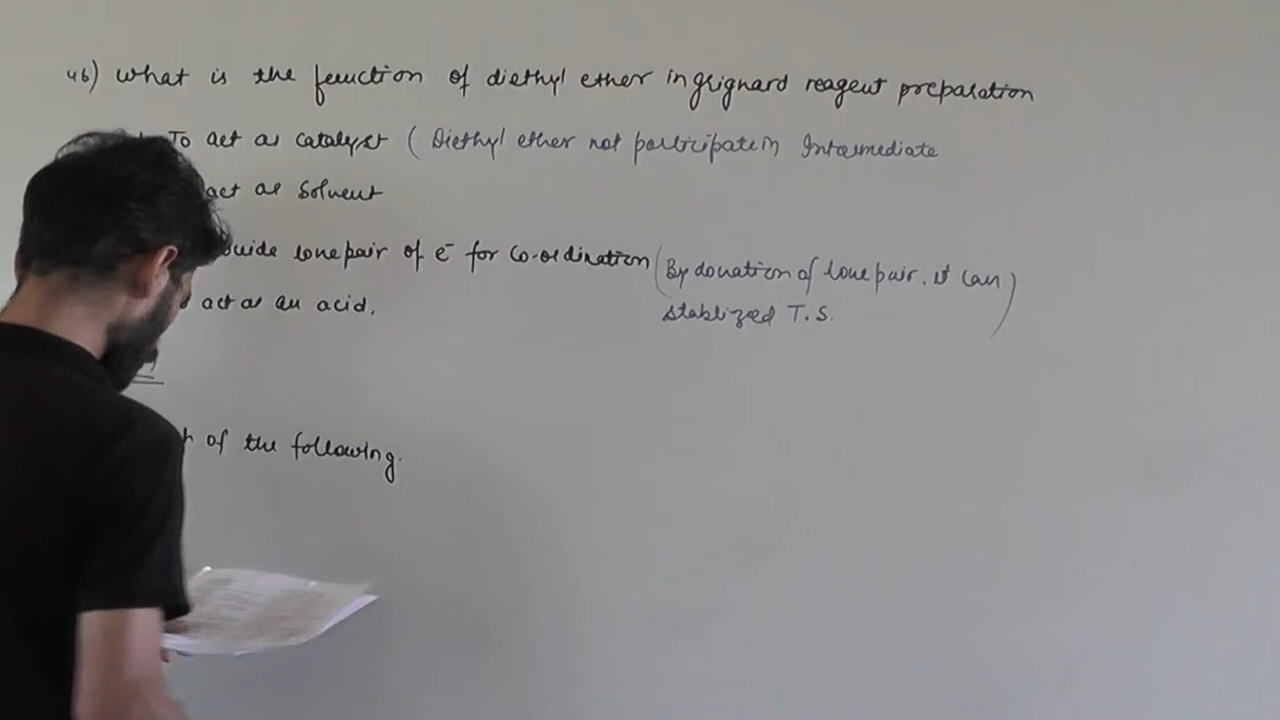 46) what is the function of diethyl ether in grignard reagent preparation
To act as catalyst ( Diethyl ether not participate in Intermediate
act as Solvent
lone pair of e⁻ for Co-ordination (By donation of lone pair, it can)
stablized T.S.
act as an acid.
of the following.